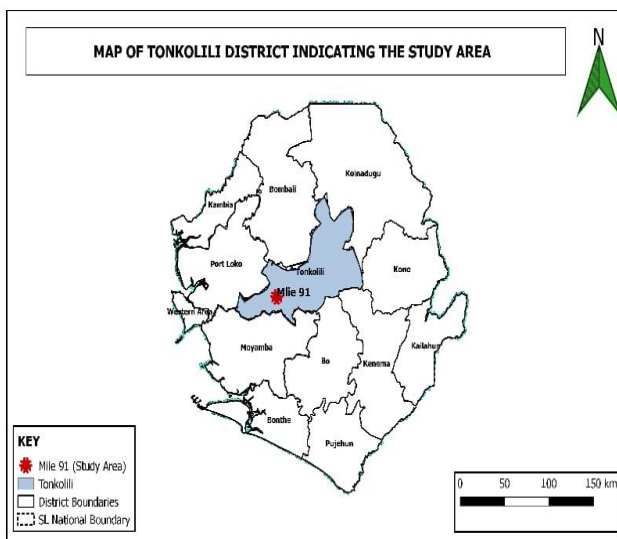 MAP OF TONKOLILI DISTRICT INDICATING THE STUDY AREA
N
Koinadugu
Bombali
Kambia
Port Loko
Tonkolili
Kono
Mlie 91
Western Area
Moyamba
Bo
Kenema
Kailahun
Bonthe
Pujehun
KEY
Mile 91 (Study Area)
Tonkolili
District Boundaries
SL National Boundary
0 50 100 150 km